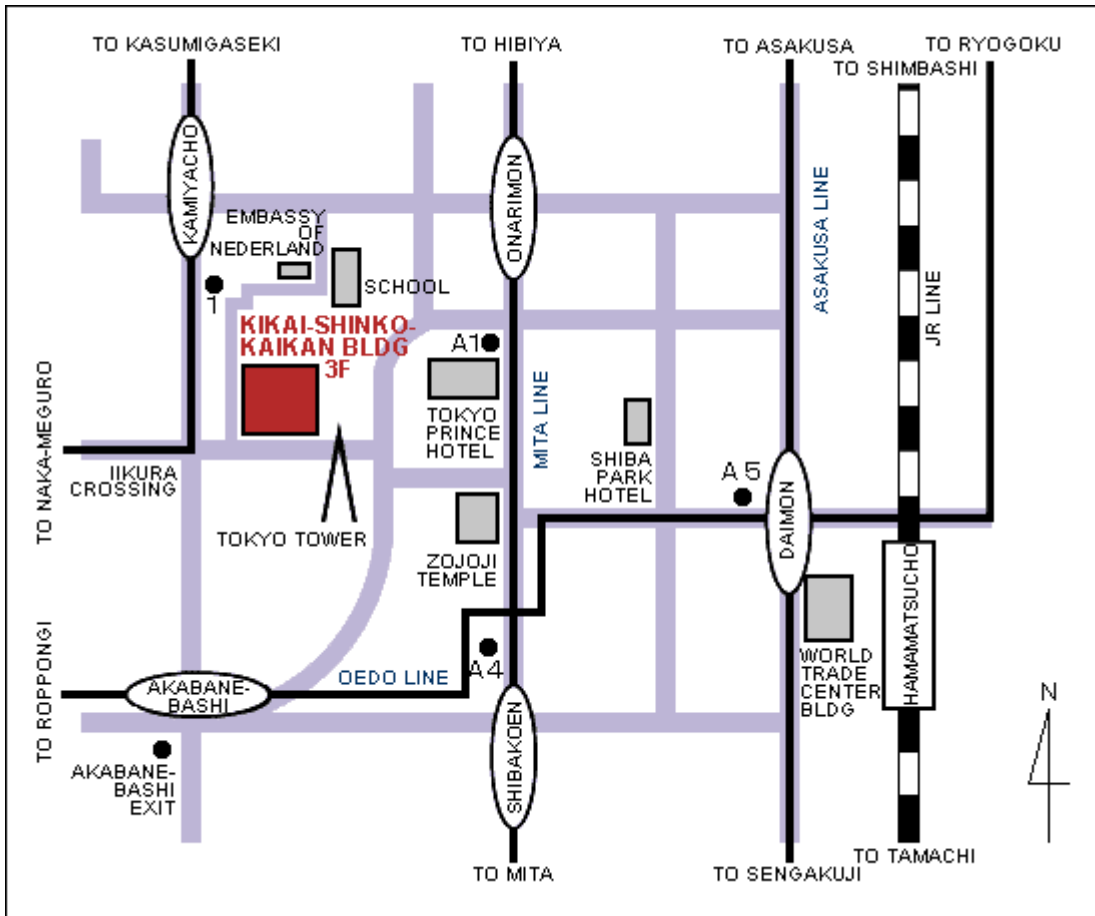 TO KASUMIGASEKI
TO HIBIYA
TO ASAKUSA
TO RYOGOKU
TO SHIMBASHI
KAMIYACHO
ONARIMON
ASAKUSA LINE
JR LINE
EMBASSY
OF
NEDERLAND
SCHOOL
1
KIKAI-SHINKO-
KAIKAN BLDG
3F
A1
TOKYO
PRINCE
HOTEL
MITA LINE
SHIBA
PARK
HOTEL
A5
TO NAKA-MEGURO
IIKURA
CROSSING
TOKYO TOWER
ZOJOJI
TEMPLE
DAIMON
HAMAMATSUCHO
WORLD
TRADE
CENTER
BLDG
TO ROPPONGI
AKABANE-
BASHI
OEDO LINE
A4
SHIBAKOEN
AKABANE-
BASHI
EXIT
N
TO MITA
TO SENGAKUJI
TO TAMACHI